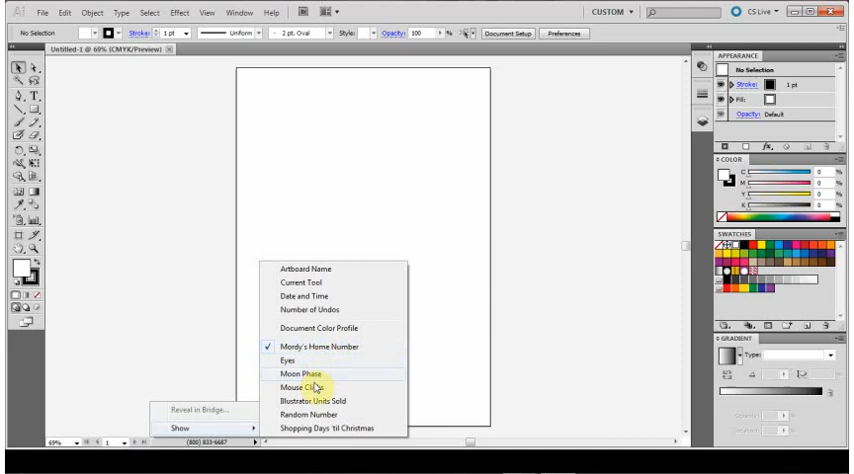 Ai File Edit Object Type Select Effect View Window Help Br CUSTOM CS Live
No Selection Stroke: 1 pt Uniform 2 pt. Oval Style: Opacity: 100 % Document Setup Preferences
Untitled-1 @ 69% (CMYK/Preview)
APPEARANCE
No Selection
Stroke: 1 pt
Fill:
Opacity: Default
fx
COLOR
C 0 %
M 0 %
Y 0 %
K 0 %
SWATCHES
GRADIENT
Type:
Artboard Name
Current Tool
Date and Time
Number of Undos
Document Color Profile
Mordy's Home Number
Eyes
Moon Phase
Mouse Clicks
Illustrator Units Sold
Random Number
Shopping Days 'til Christmas
Reveal in Bridge...
Show
69% 1 (800) 833-6687